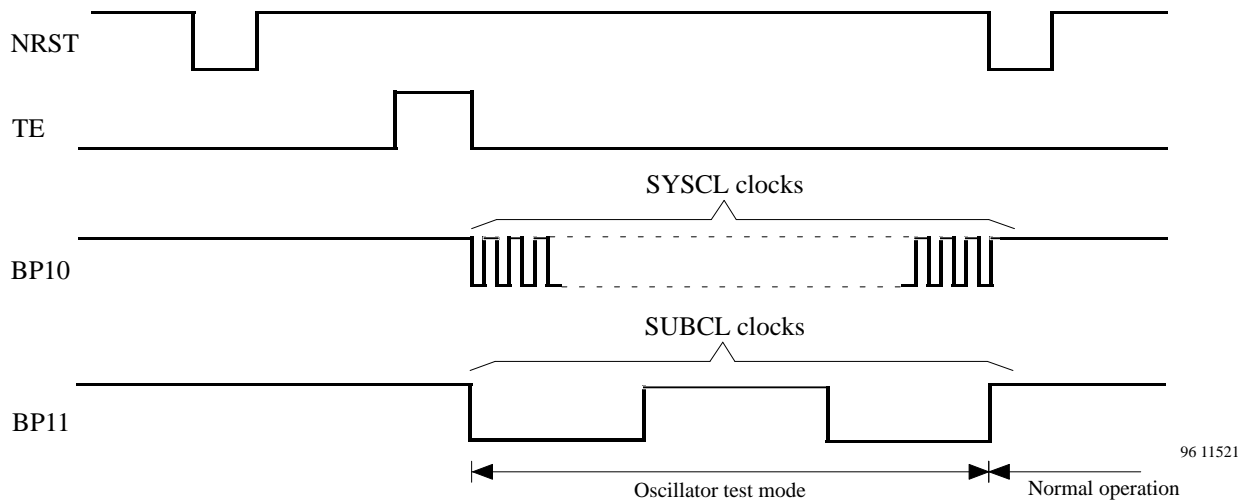 NRST
TE
SYSCL clocks
BP10
SUBCL clocks
BP11
96 11521
Oscillator test mode
Normal operation